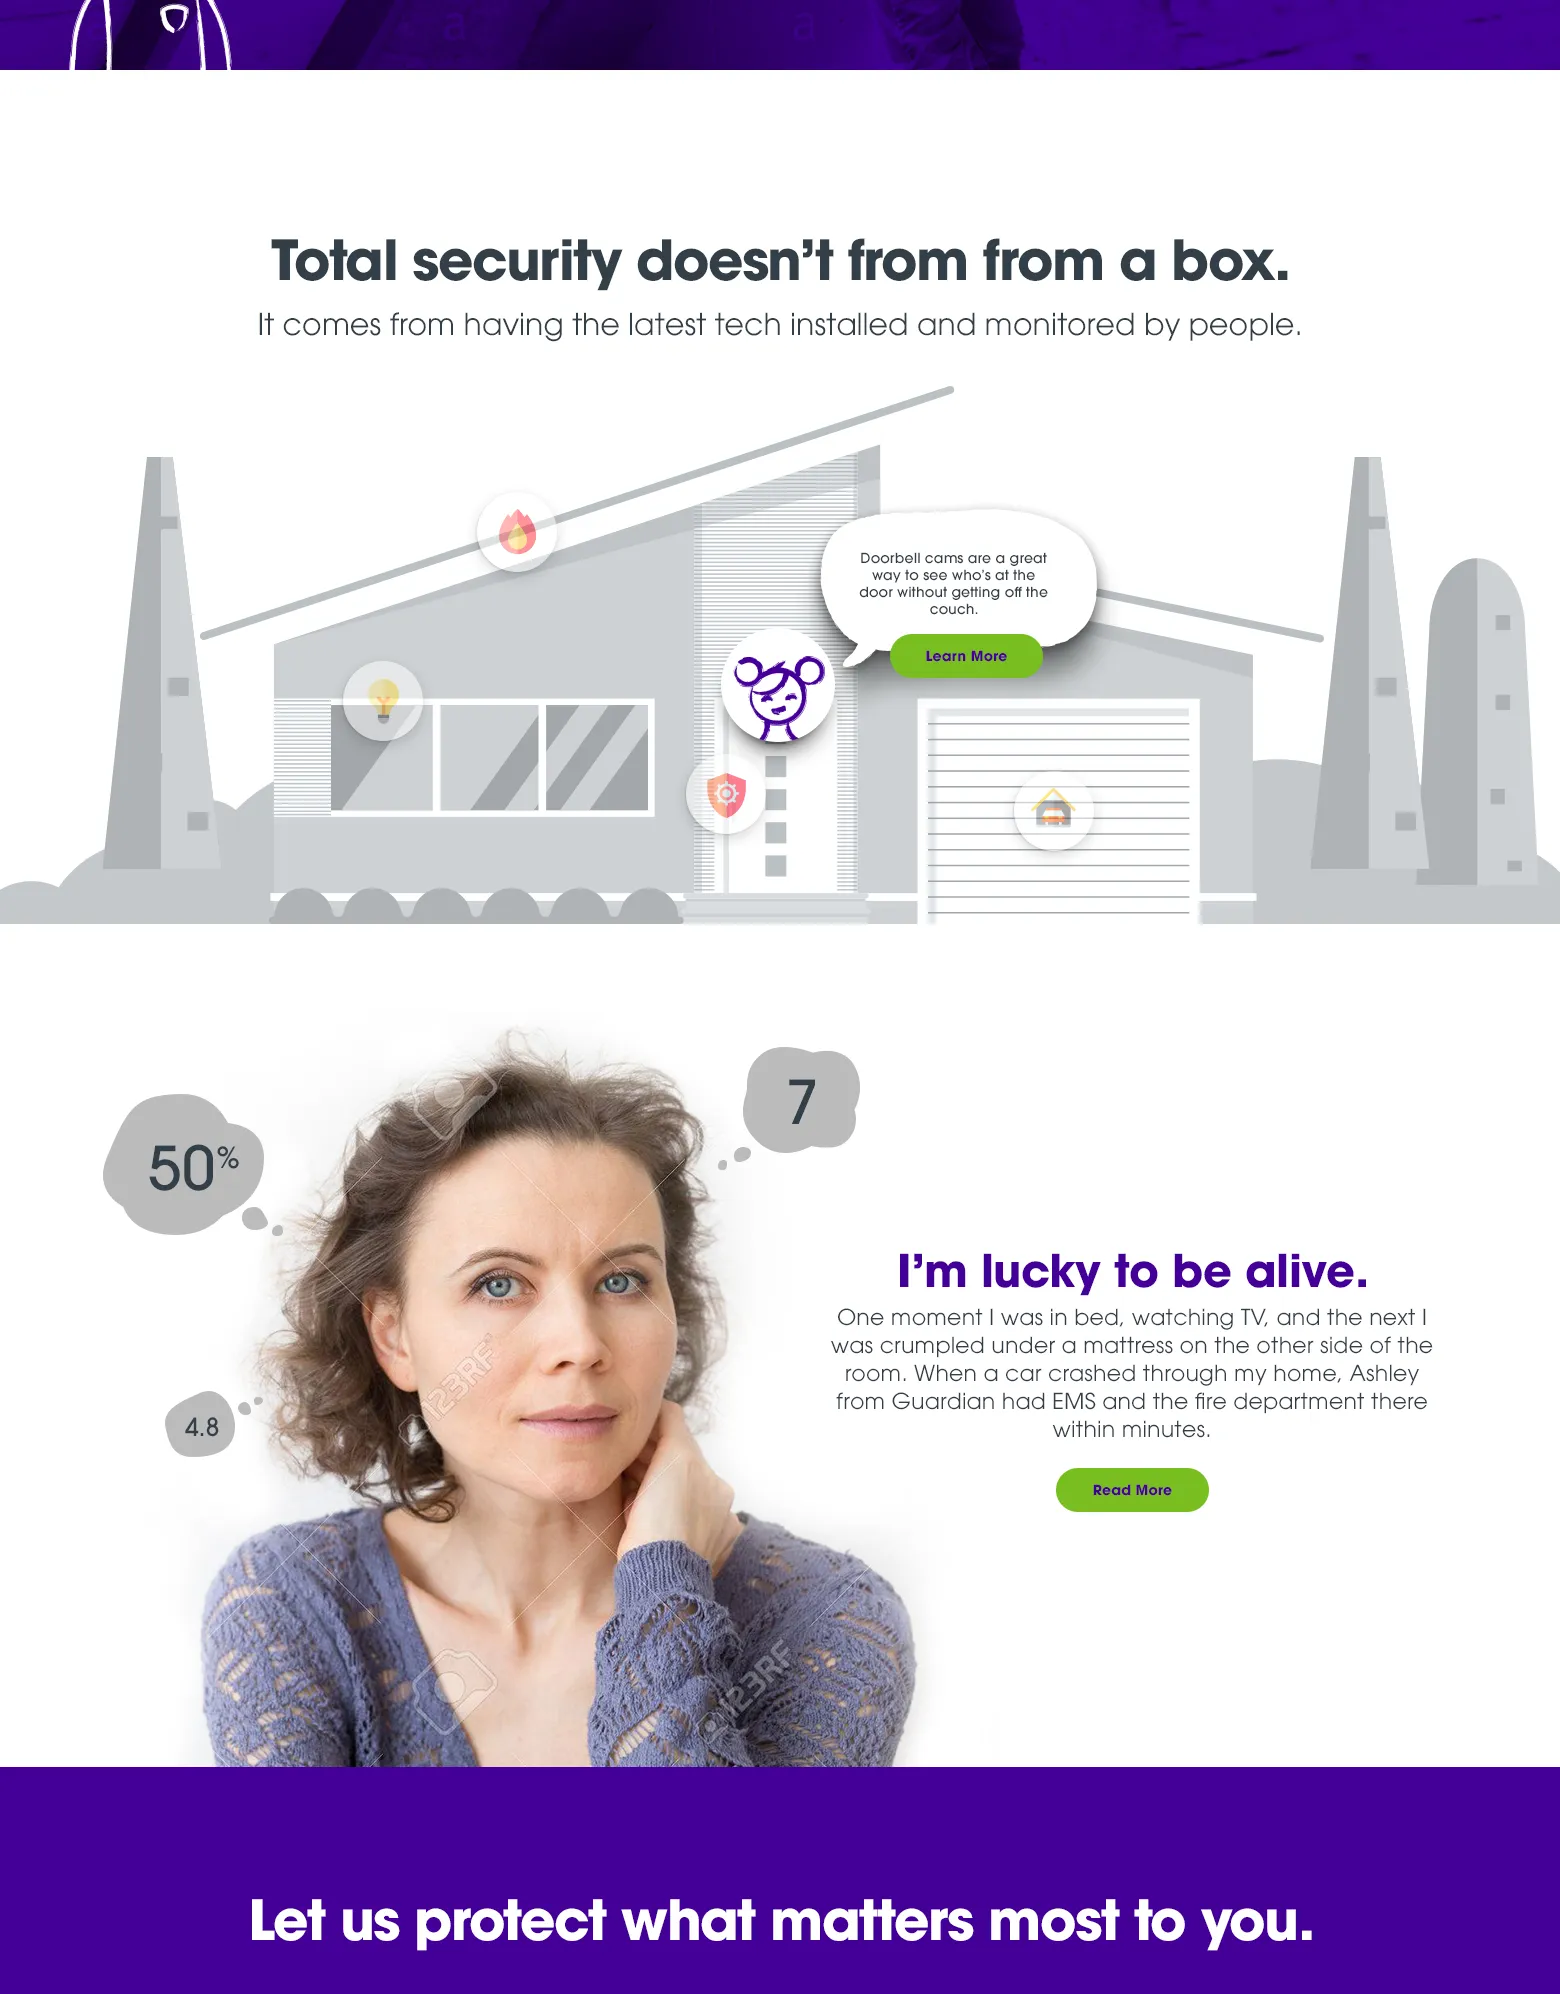 Total security doesn't from from a box.
It comes from having the latest tech installed and monitored by people.
Doorbell cams are a great
way to see who's at the
door without getting off the
couch.
Learn More
7
50%
4.8
I'm lucky to be alive.
One moment I was in bed, watching TV, and the next I
was crumpled under a mattress on the other side of the
room. When a car crashed through my home, Ashley
from Guardian had EMS and the fire department there
within minutes.
Read More
123RF
123RF
Let us protect what matters most to you.